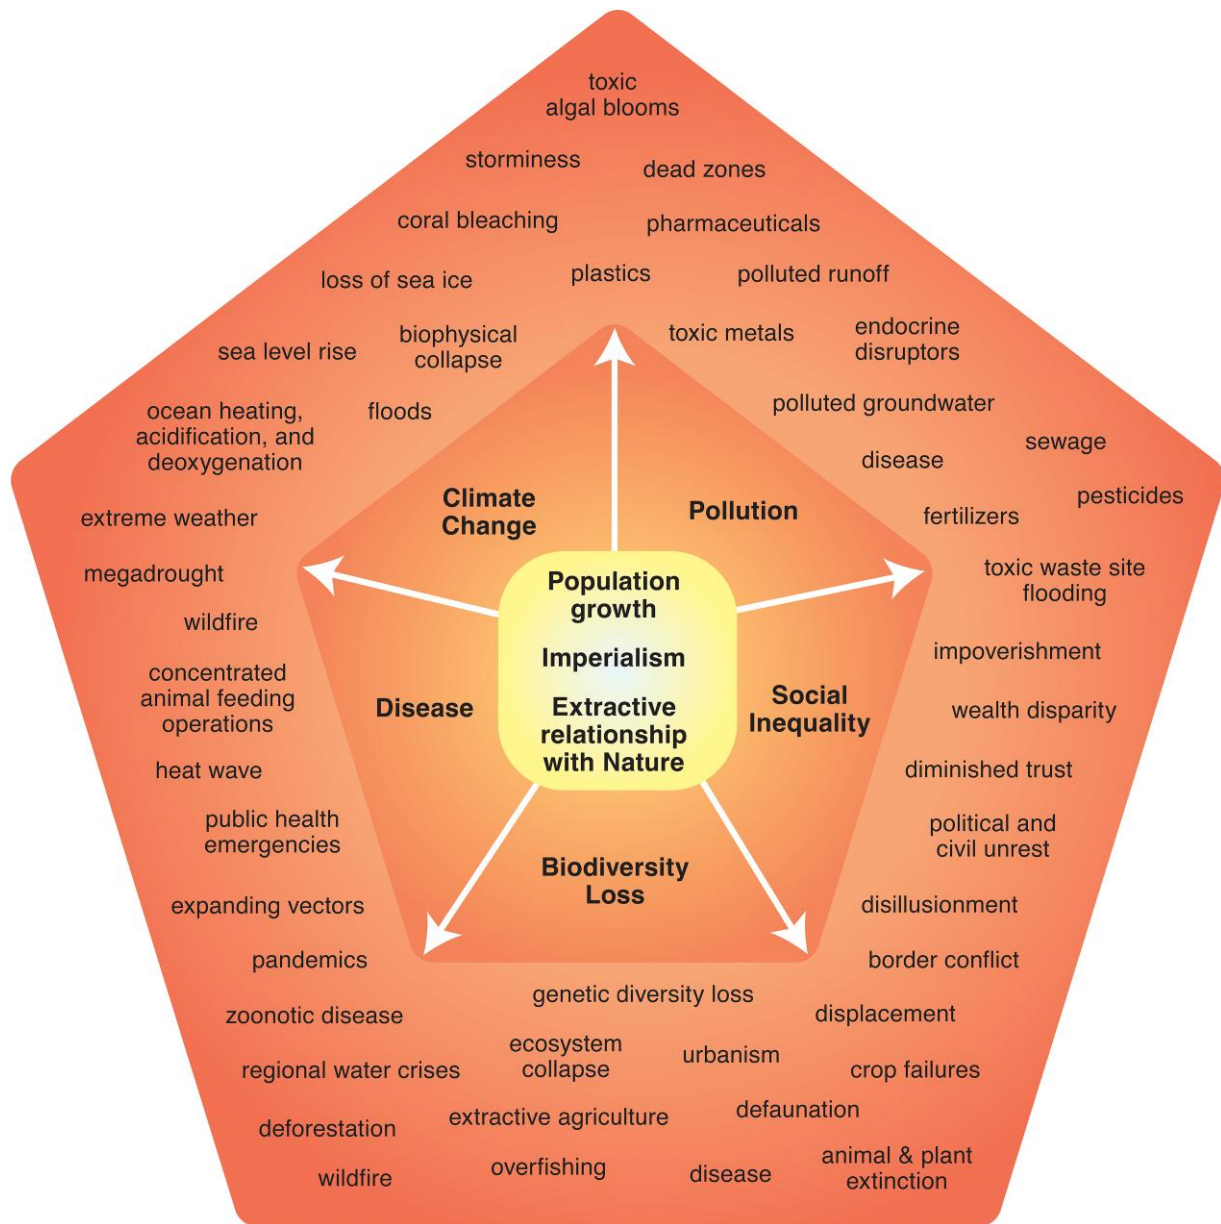 toxic
algal blooms
storminess
dead zones
coral bleaching
pharmaceuticals
loss of sea ice
plastics
polluted runoff
sea level rise
biophysical
collapse
toxic metals
endocrine
disruptors
ocean heating,
acidification, and
deoxygenation
floods
polluted groundwater
sewage
disease
pesticides
extreme weather
Climate
Change
Pollution
fertilizers
megadrought
toxic waste site
flooding
wildfire
Population
growth
Imperialism
Extractive
relationship
with Nature
impoverishment
concentrated
animal feeding
operations
Disease
Social
Inequality
wealth disparity
heat wave
diminished trust
public health
emergencies
political and
civil unrest
Biodiversity
Loss
expanding vectors
disillusionment
pandemics
border conflict
genetic diversity loss
zoonotic disease
displacement
regional water crises
ecosystem
collapse
urbanism
crop failures
deforestation
extractive agriculture
defaunation
wildfire
overfishing
disease
animal & plant
extinction